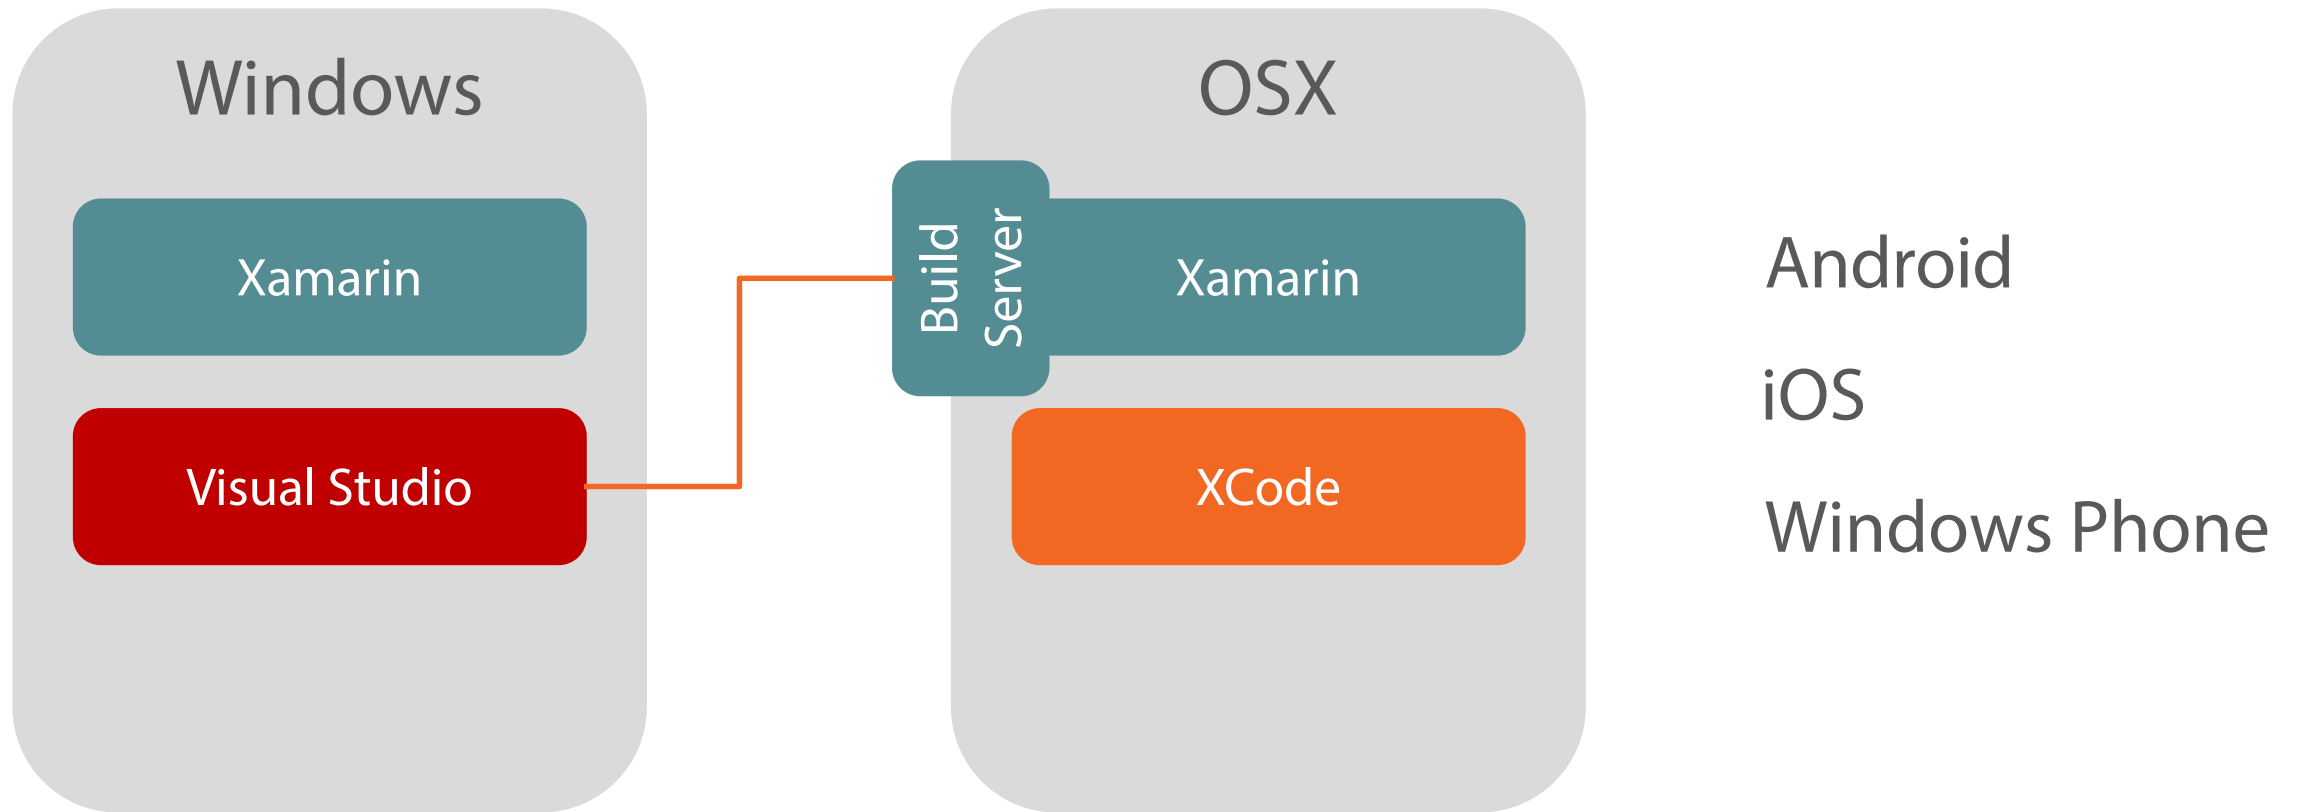 Windows
Xamarin
Visual Studio
OSX
Build
Server
Xamarin
XCode
Android
iOS
Windows Phone